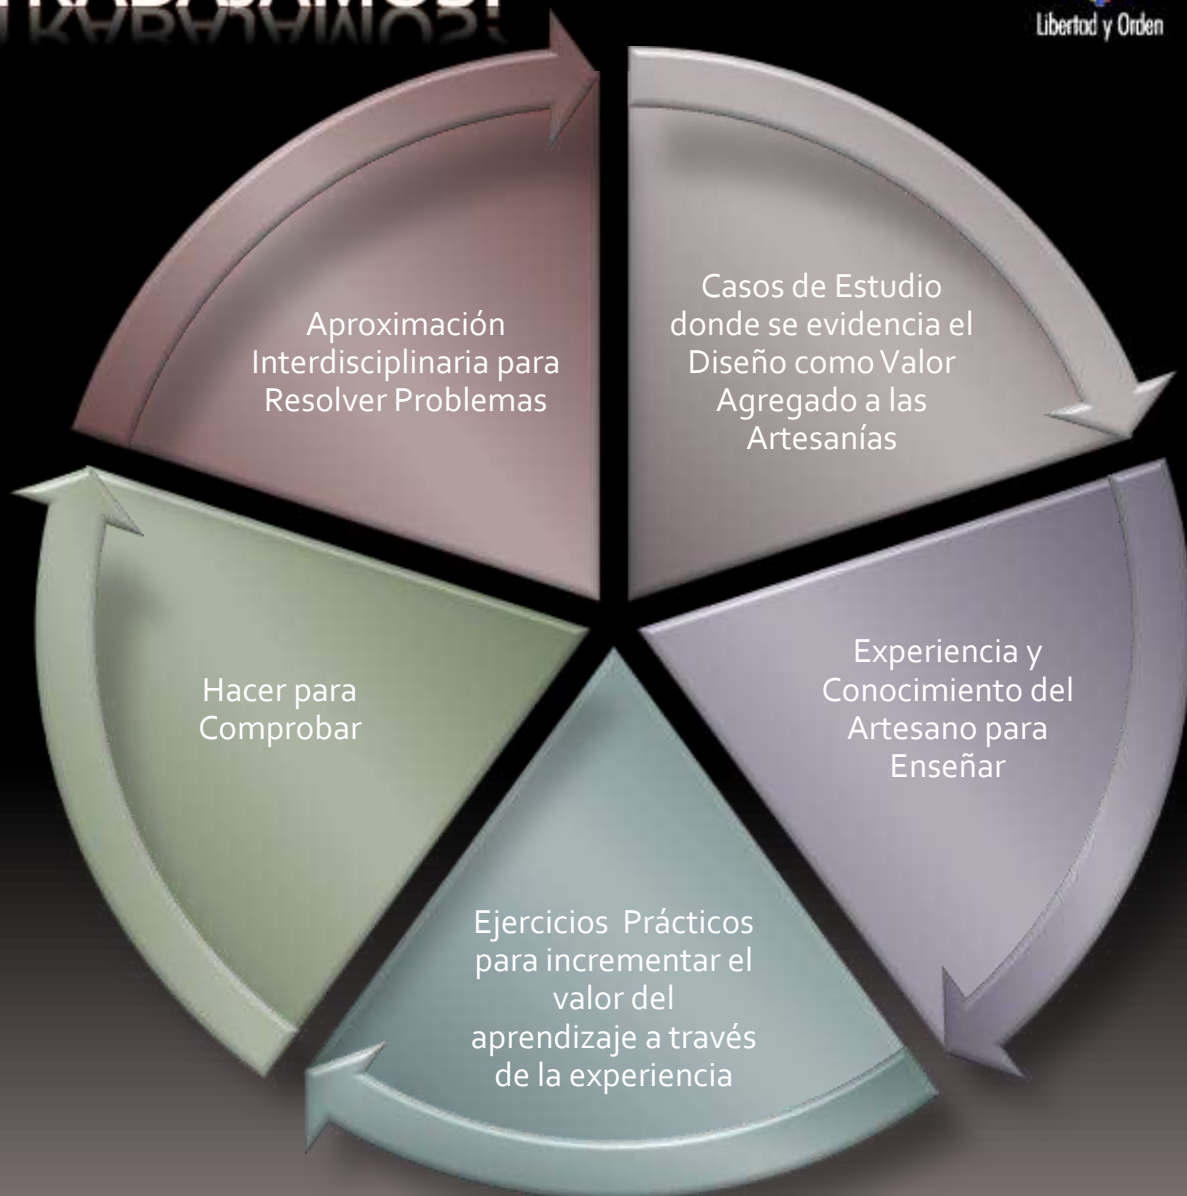 TRABAJAMOS?
Libertad y Orden
Casos de Estudio
donde se evidencia el
Diseño como Valor
Agregado a las
Artesanías
Experiencia y
Conocimiento del
Artesano para
Enseñar
Ejercicios Prácticos
para incrementar el
valor del
aprendizaje a través
de la experiencia
Hacer para
Comprobar
Aproximación
Interdisciplinaria para
Resolver Problemas